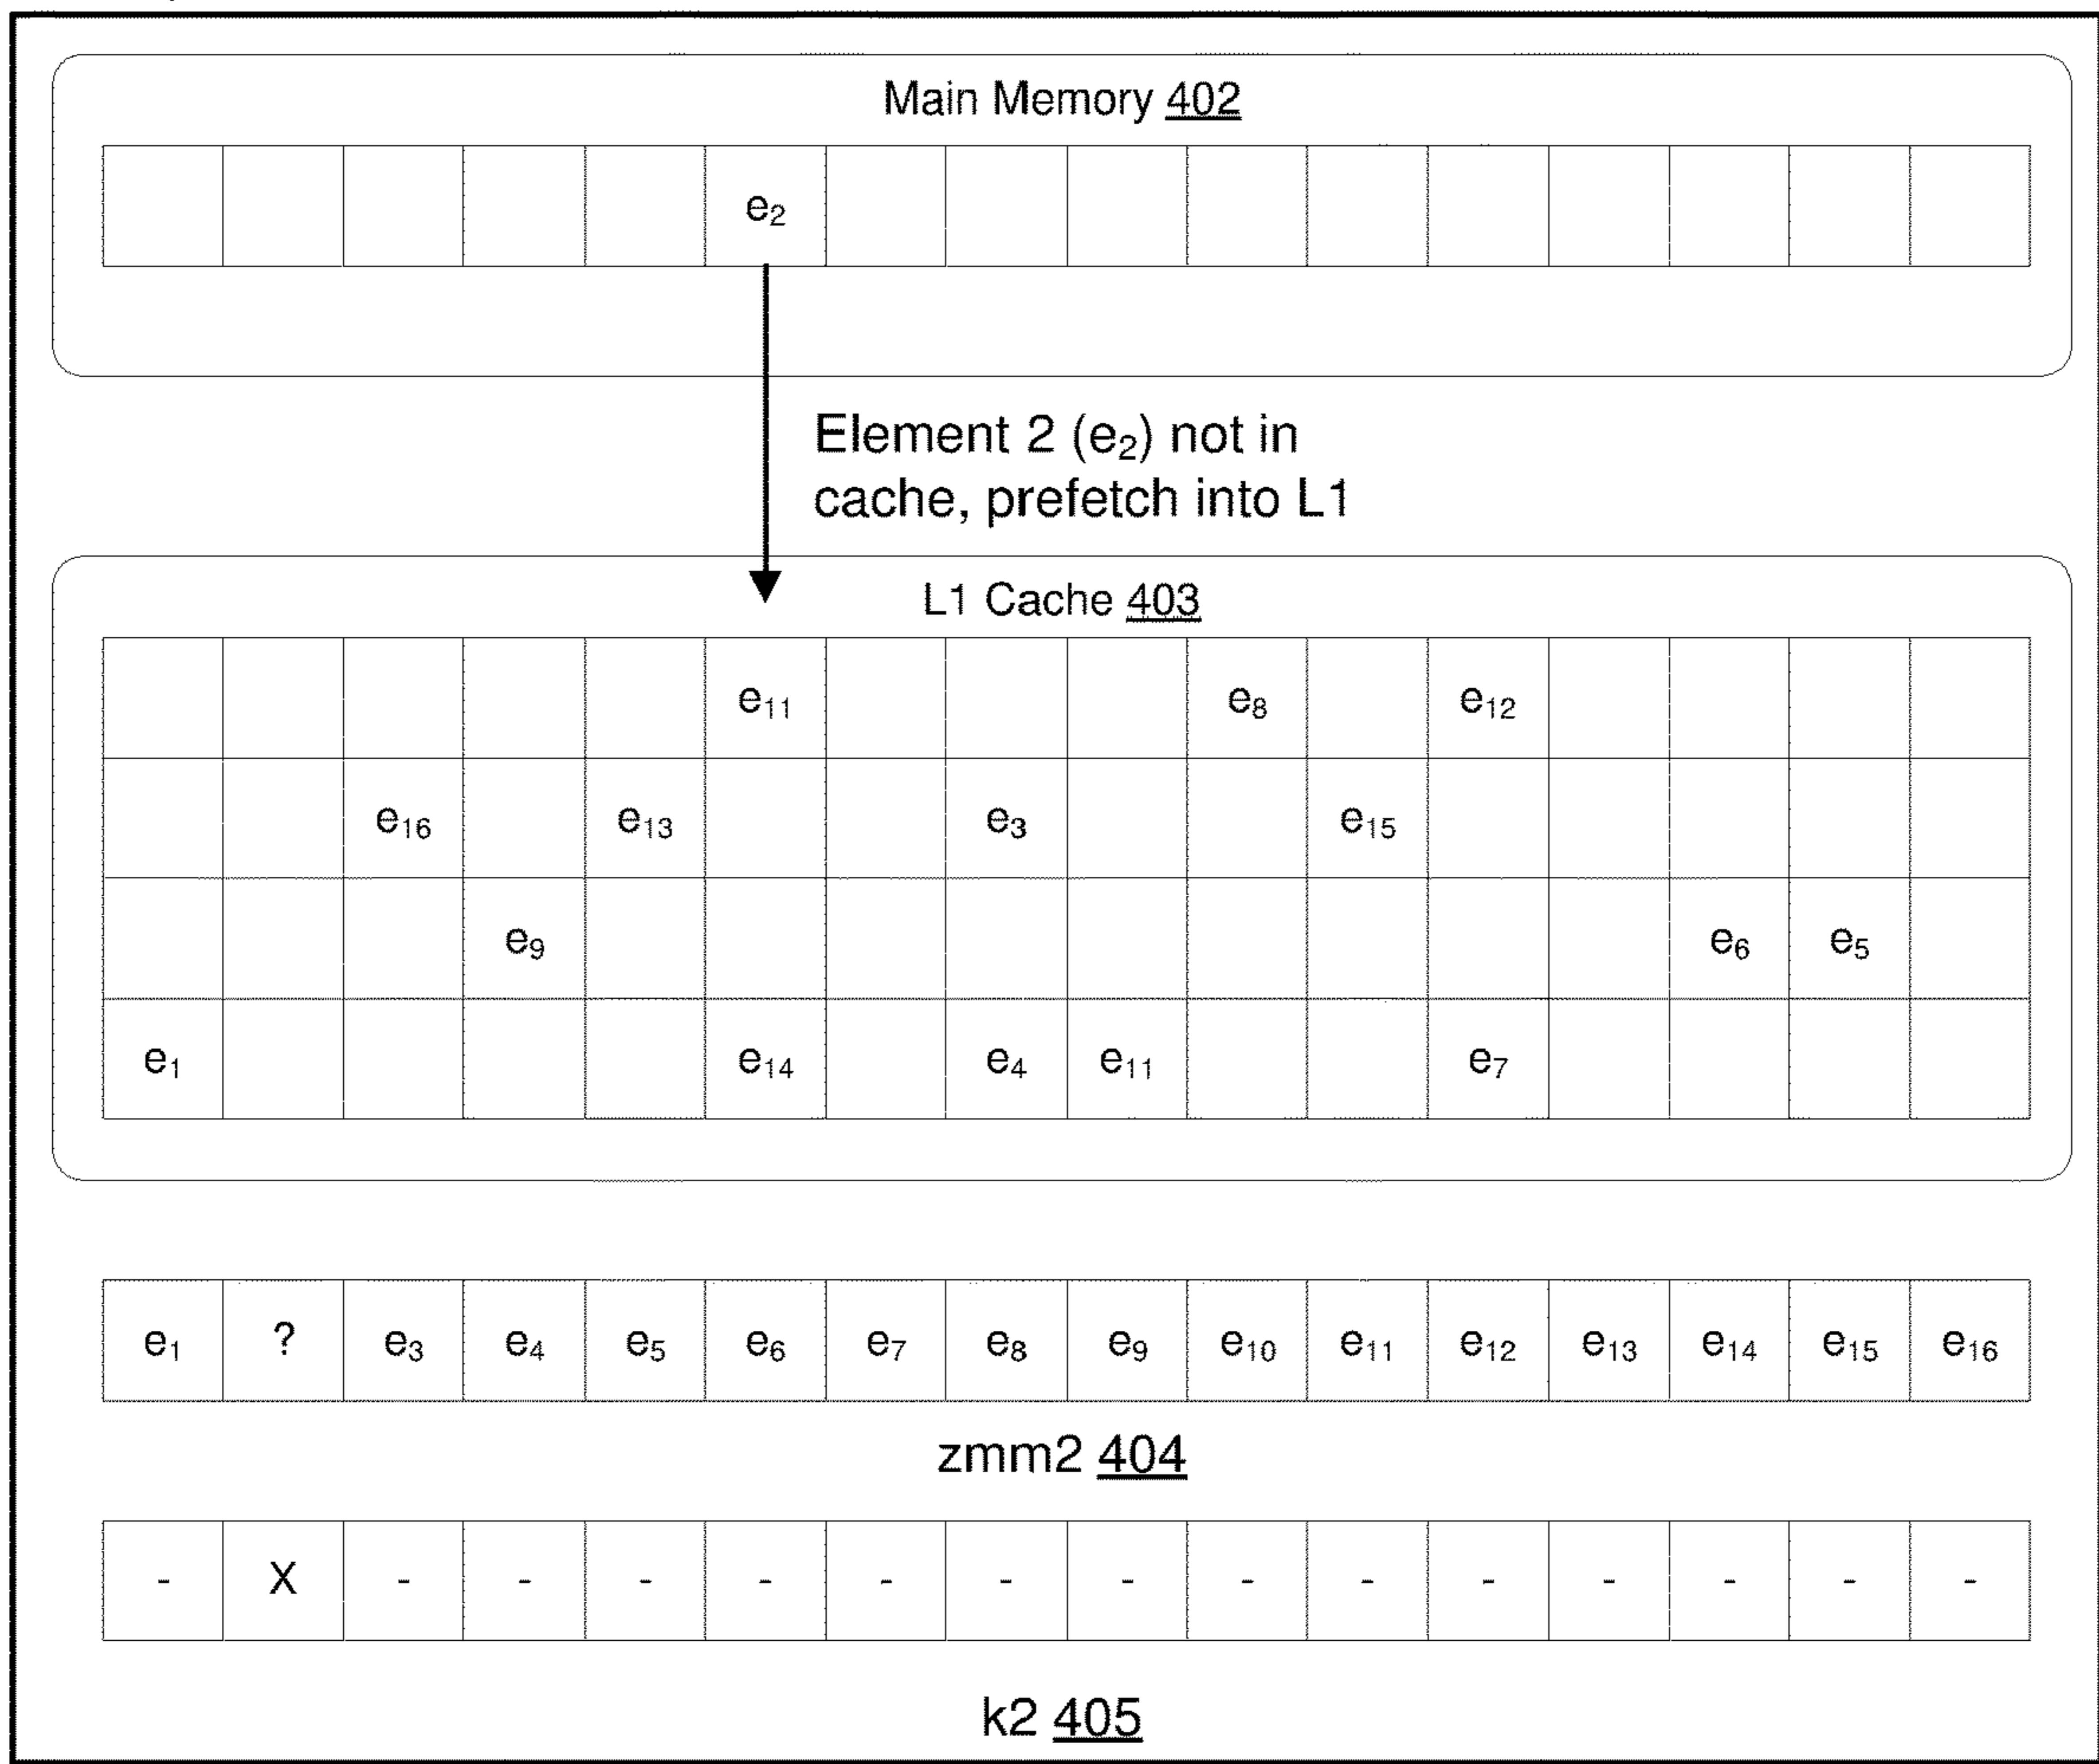 Main Memory 402
e₂
Element 2 (e₂) not in
cache, prefetch into L1
L1 Cache 403
e₁₁ e₈ e₁₂
e₁₆ e₁₃ e₃ e₁₅
e₉ e₆ e₅
e₁ e₁₄ e₄ e₁₁ e₇
e₁ ? e₃ e₄ e₅ e₆ e₇ e₈ e₉ e₁₀ e₁₁ e₁₂ e₁₃ e₁₄ e₁₅ e₁₆
zmm2 404
- X - - - - - - - - - - - - - -
k2 405